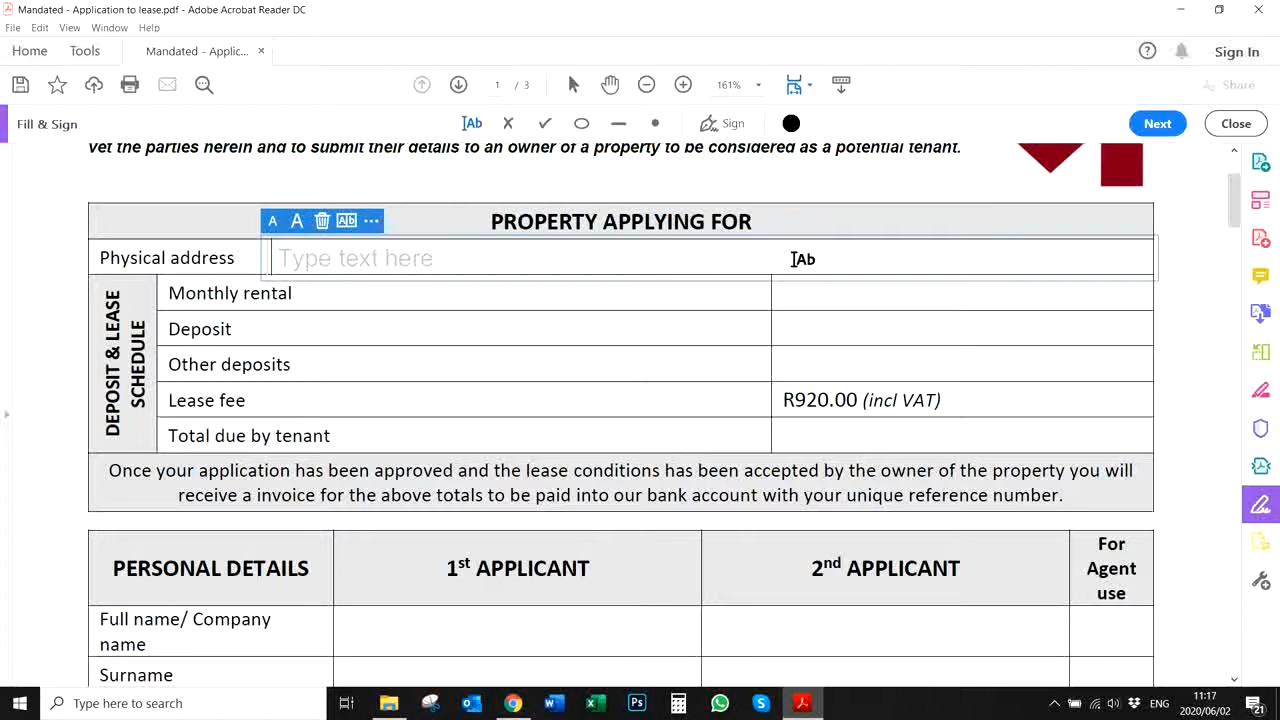 Mandated - Application to lease.pdf - Adobe Acrobat Reader DC
File Edit View Window Help
Home Tools Mandated - Applic... × Sign In
1 / 3 161% Share
Fill & Sign Ab Sign Next Close
vet the parties herein and to submit their details to an owner of a property to be considered as a potential tenant.
A A Ab ...
PROPERTY APPLYING FOR
Physical address Type text here Ab
DEPOSIT & LEASE SCHEDULE
Monthly rental
Deposit
Other deposits
Lease fee R920.00 (incl VAT)
Total due by tenant
Once your application has been approved and the lease conditions has been accepted by the owner of the property you will
receive a invoice for the above totals to be paid into our bank account with your unique reference number.
PERSONAL DETAILS 1st APPLICANT 2nd APPLICANT For Agent use
Full name/ Company
name
Surname
Type here to search ENG 11:17
2020/06/02 21